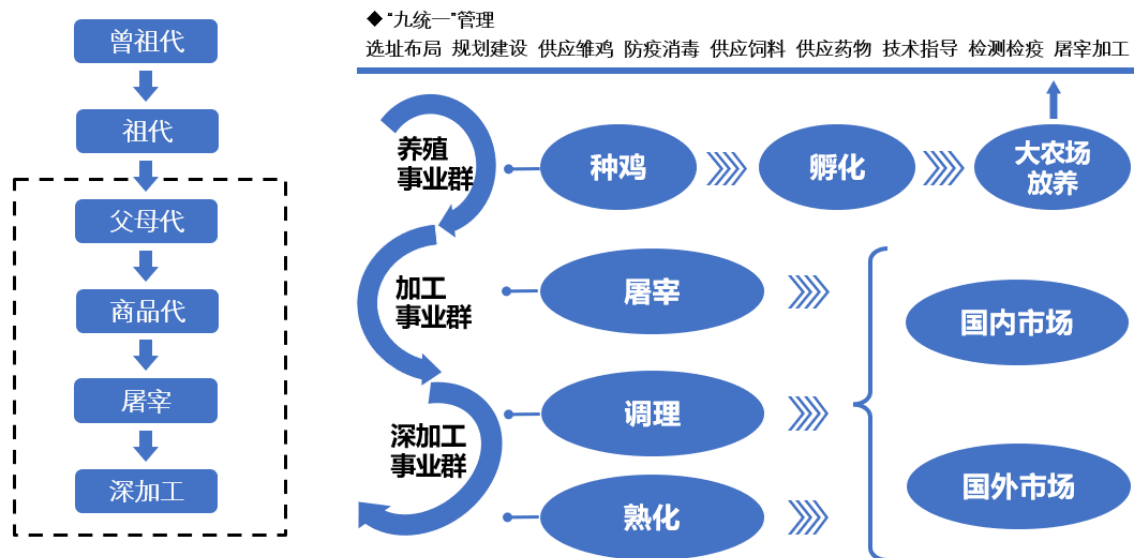 曾祖代
祖代
父母代
商品代
屠宰
深加工
◆ "九统一"管理
选址布局 规划建设 供应雏鸡 防疫消毒 供应饲料 供应药物 技术指导 检测检疫 屠宰加工
养殖
事业群
种鸡
孵化
大农场
放养
加工
事业群
屠宰
国内市场
深加工
事业群
调理
熟化
国外市场